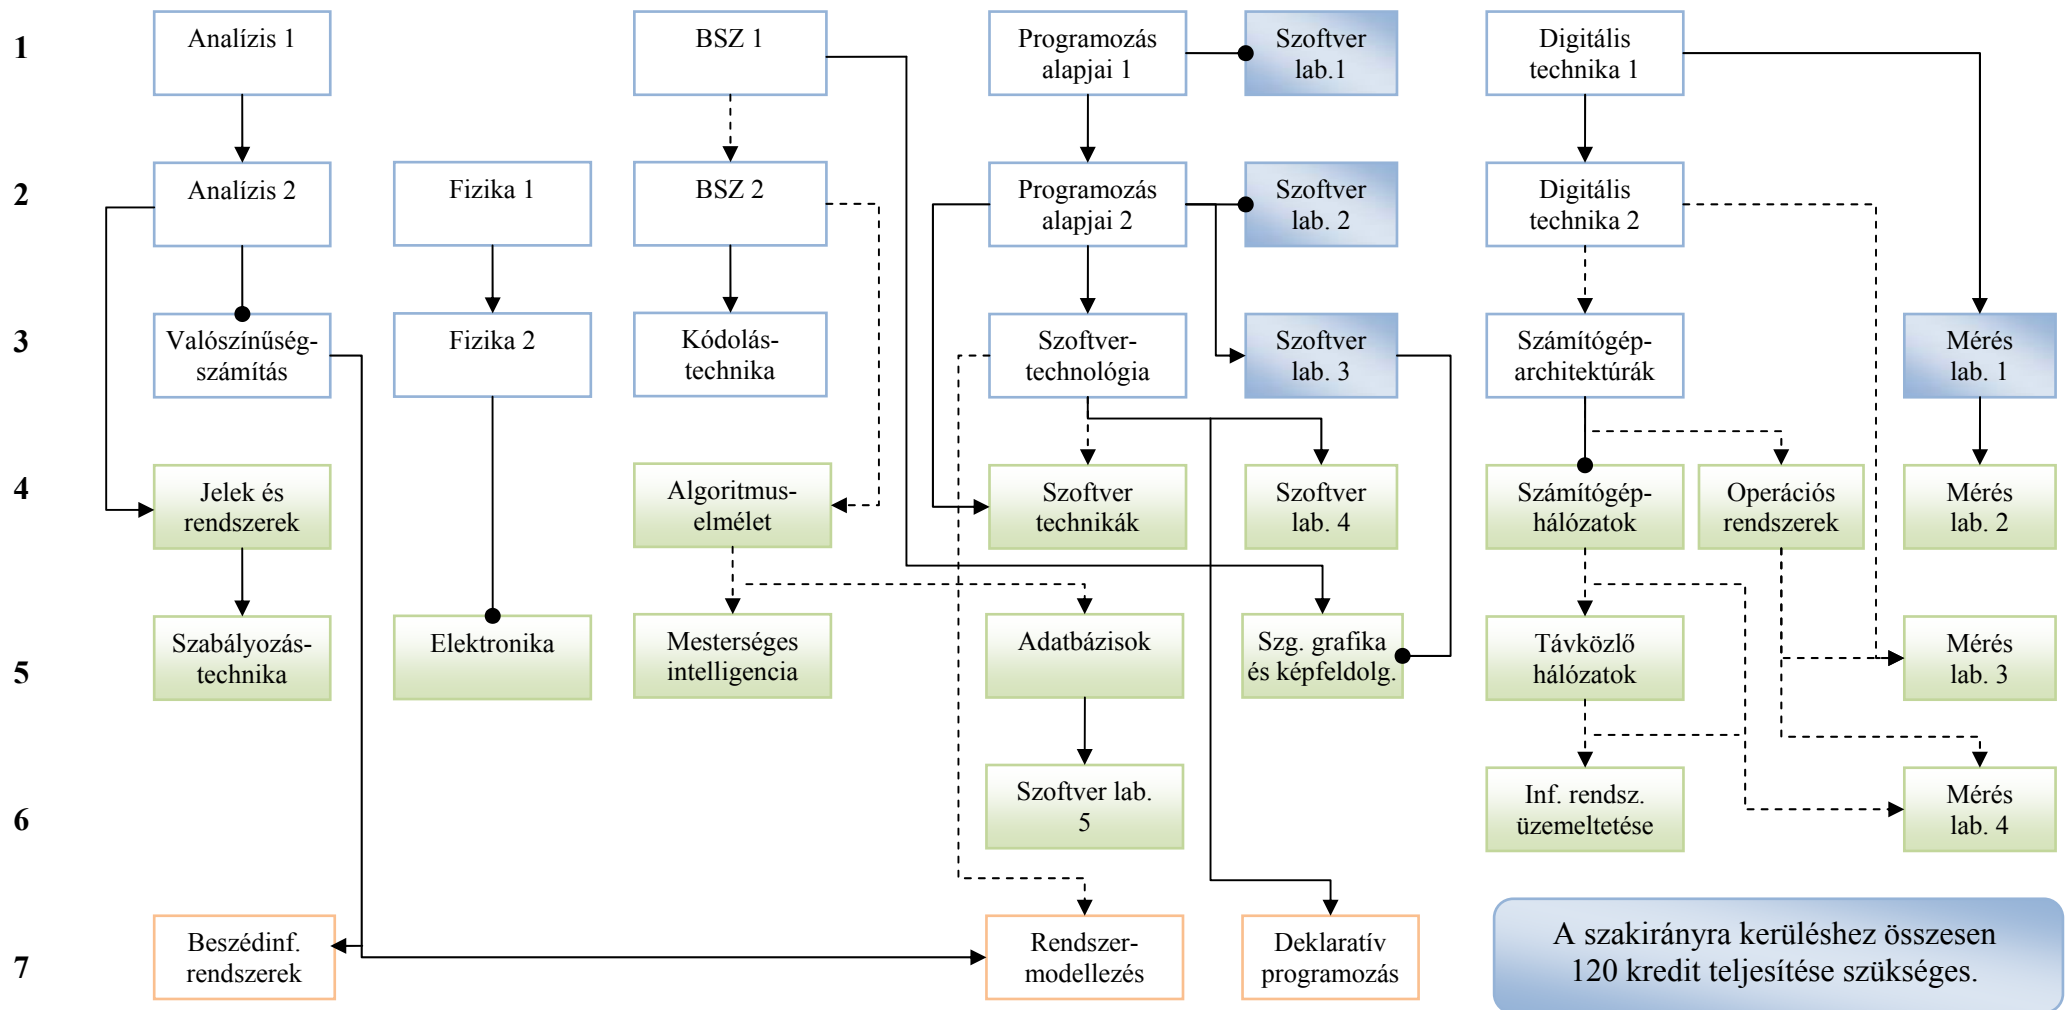 1
Analízis 1
BSZ 1
Programozás
alapjai 1
Szoftver
lab.1
Digitális
technika 1
2
Analízis 2
Fizika 1
BSZ 2
Programozás
alapjai 2
Szoftver
lab. 2
Digitális
technika 2
3
Valószínűség-
számítás
Fizika 2
Kódolás-
technika
Szoftver-
technológia
Szoftver
lab. 3
Számítógép-
architektúrák
Mérés
lab. 1
4
Jelek és
rendszerek
Algoritmus-
elmélet
Szoftver
technikák
Szoftver
lab. 4
Számítógép-
hálózatok
Operációs
rendszerek
Mérés
lab. 2
5
Szabályozás-
technika
Elektronika
Mesterséges
intelligencia
Adatbázisok
Szg. grafika
és képfeldolg.
Távközlő
hálózatok
Mérés
lab. 3
6
Szoftver lab.
5
Inf. rendsz.
üzemeltetése
Mérés
lab. 4
7
Beszédinf.
rendszerek
Rendszer-
modellezés
Deklaratív
programozás
A szakirányra kerüléshez összesen
120 kredit teljesítése szükséges.